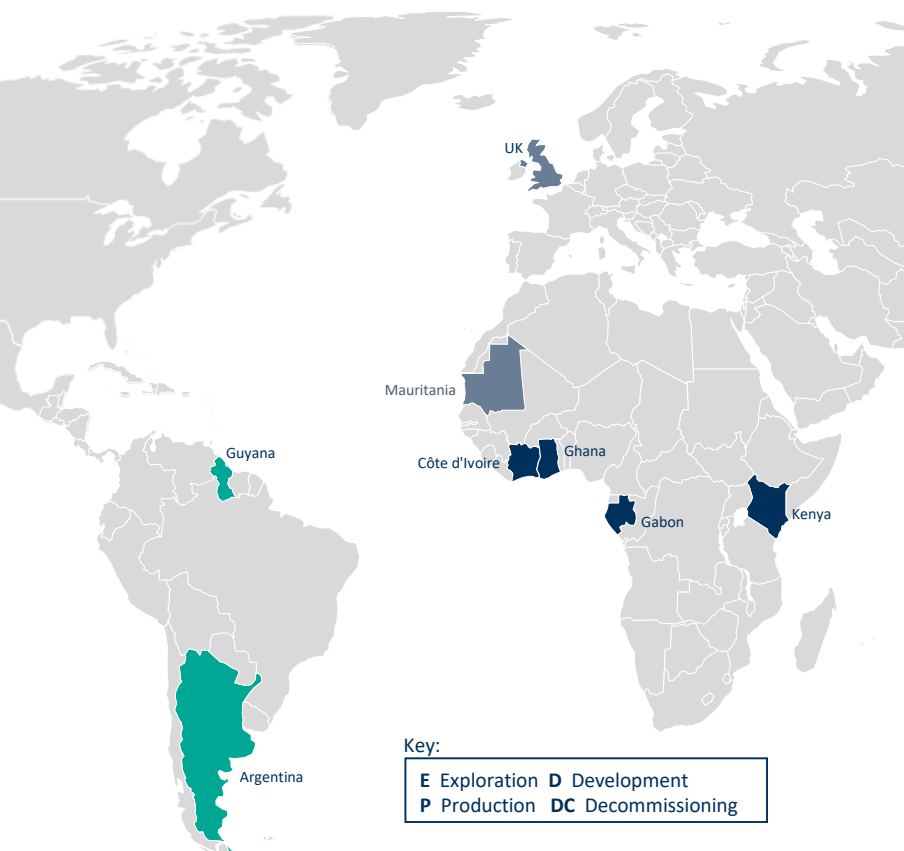 UK
Mauritania
Guyana
Côte d'Ivoire
Ghana
Gabon
Kenya
Argentina
Key:
E Exploration D Development
P Production DC Decommissioning